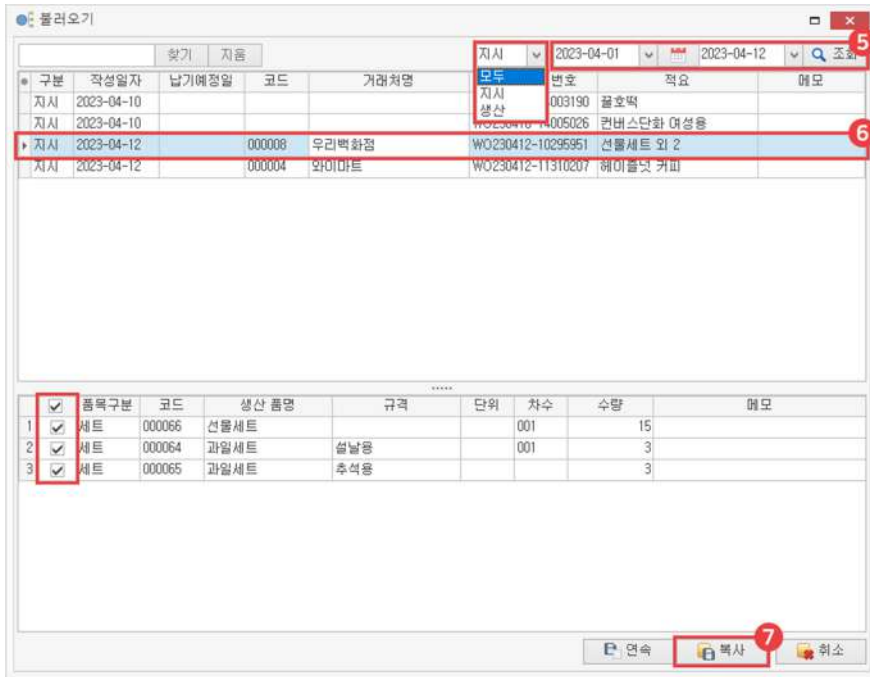 불러오기
찾기 지움 지시 2023-04-01 2023-04-12 조회 5
모두
지시
생산
구분 작성일자 납기예정일 코드 거래처명 번호 적요 메모
지시 2023-04-10 003190 꿀호떡
지시 2023-04-10 컨버스단화 여성용
지시 2023-04-12 000008 우리백화점 WO230412-10295951 선물세트 외 2 6
지시 2023-04-12 000004 와이마트 WO230412-11310207 헤이즐넛 커피
품목구분 코드 생산 품명 규격 단위 차수 수량 메모
1 세트 000066 선물세트 001 15
2 세트 000064 과일세트 설날용 001 3
3 세트 000065 과일세트 추석용 3
7
연속 복사 취소